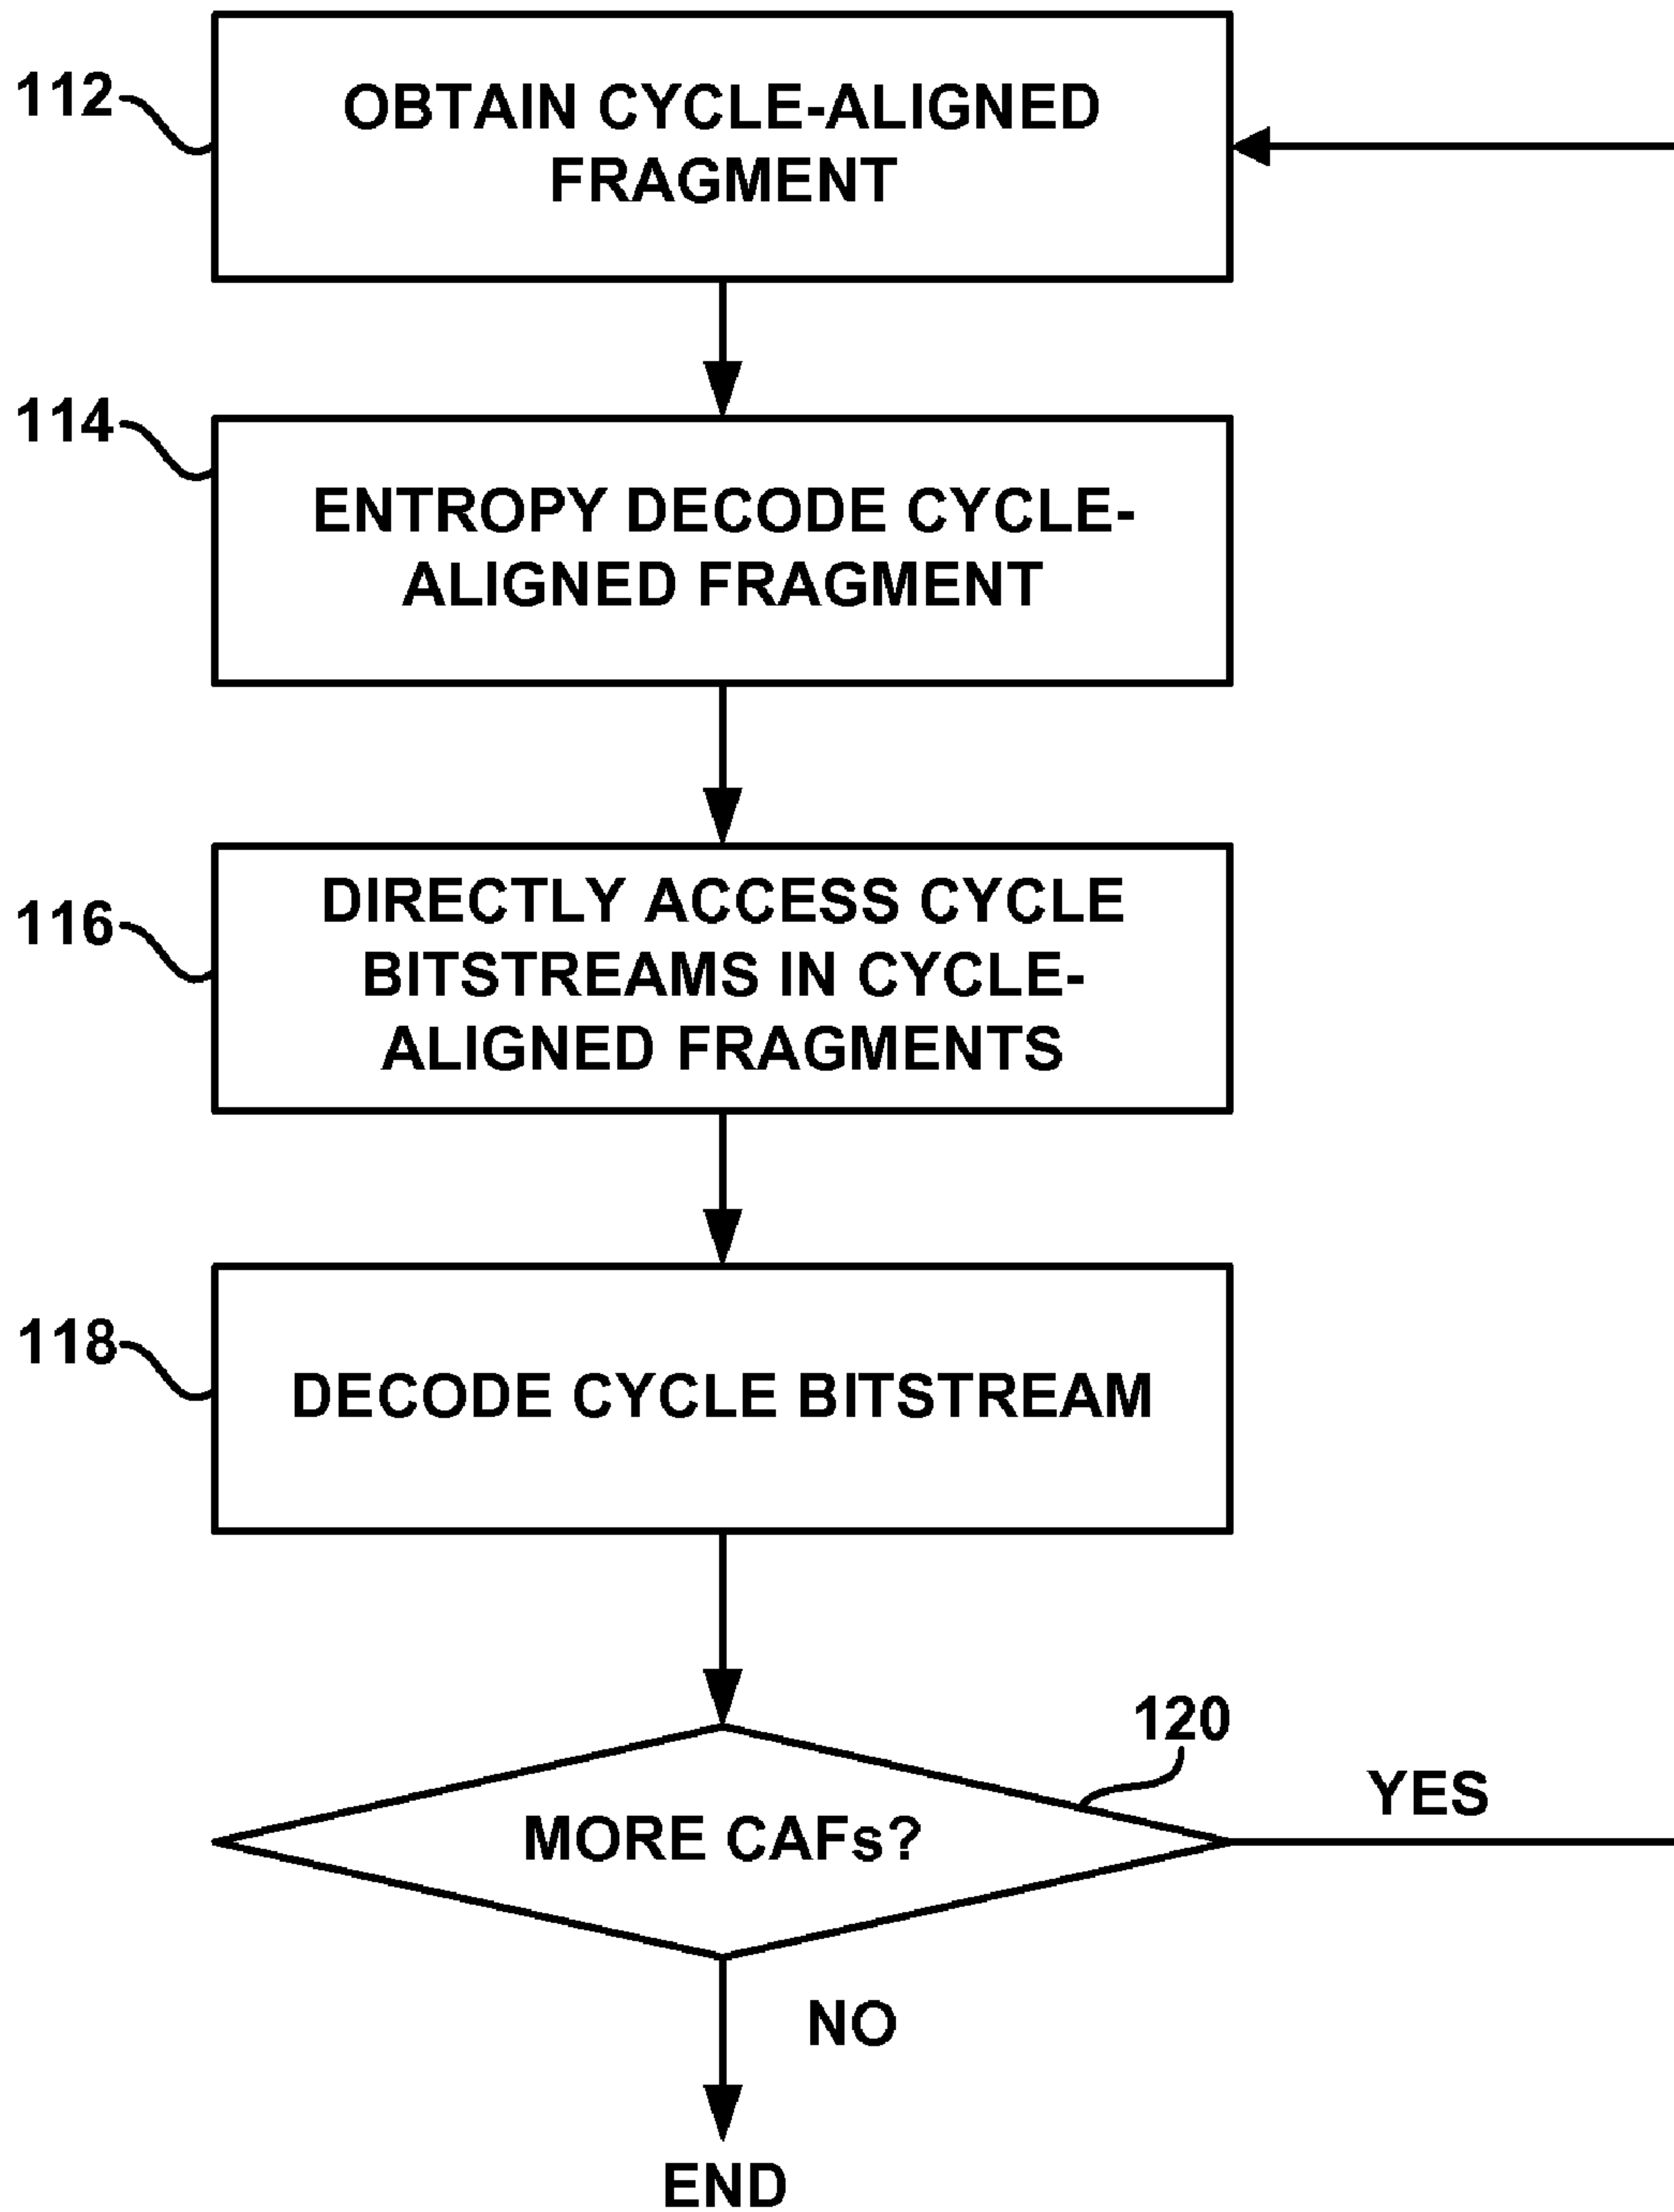 112
OBTAIN CYCLE-ALIGNED
FRAGMENT
114
ENTROPY DECODE CYCLE-
ALIGNED FRAGMENT
116
DIRECTLY ACCESS CYCLE
BITSTREAMS IN CYCLE-
ALIGNED FRAGMENTS
118
DECODE CYCLE BITSTREAM
120
MORE CAFs?
YES
NO
END